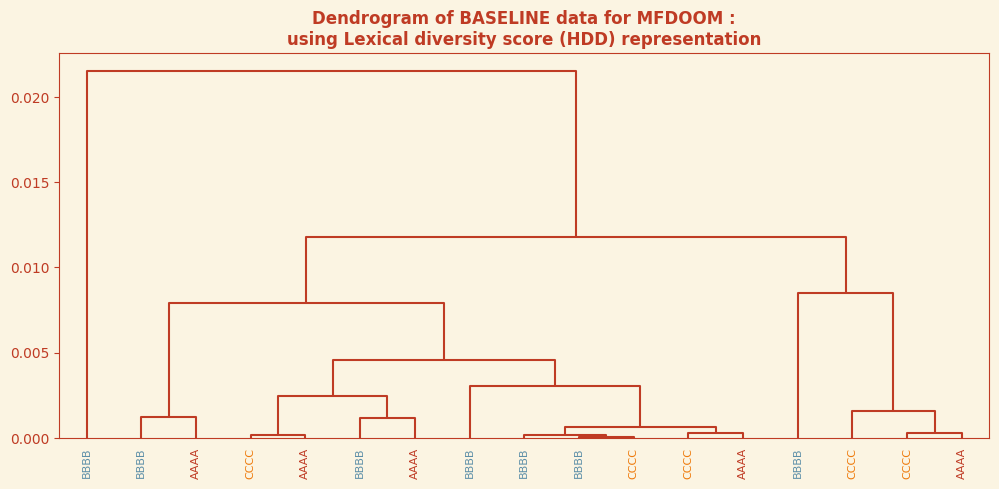 Dendrogram of BASELINE data for MFDOOM :
using Lexical diversity score (HDD) representation
0.020
0.015
0.010
0.005
0.000
BBBB
BBBB
AAAA
CCCC
AAAA
BBBB
AAAA
BBBB
BBBB
BBBB
CCCC
CCCC
AAAA
BBBB
CCCC
CCCC
AAAA